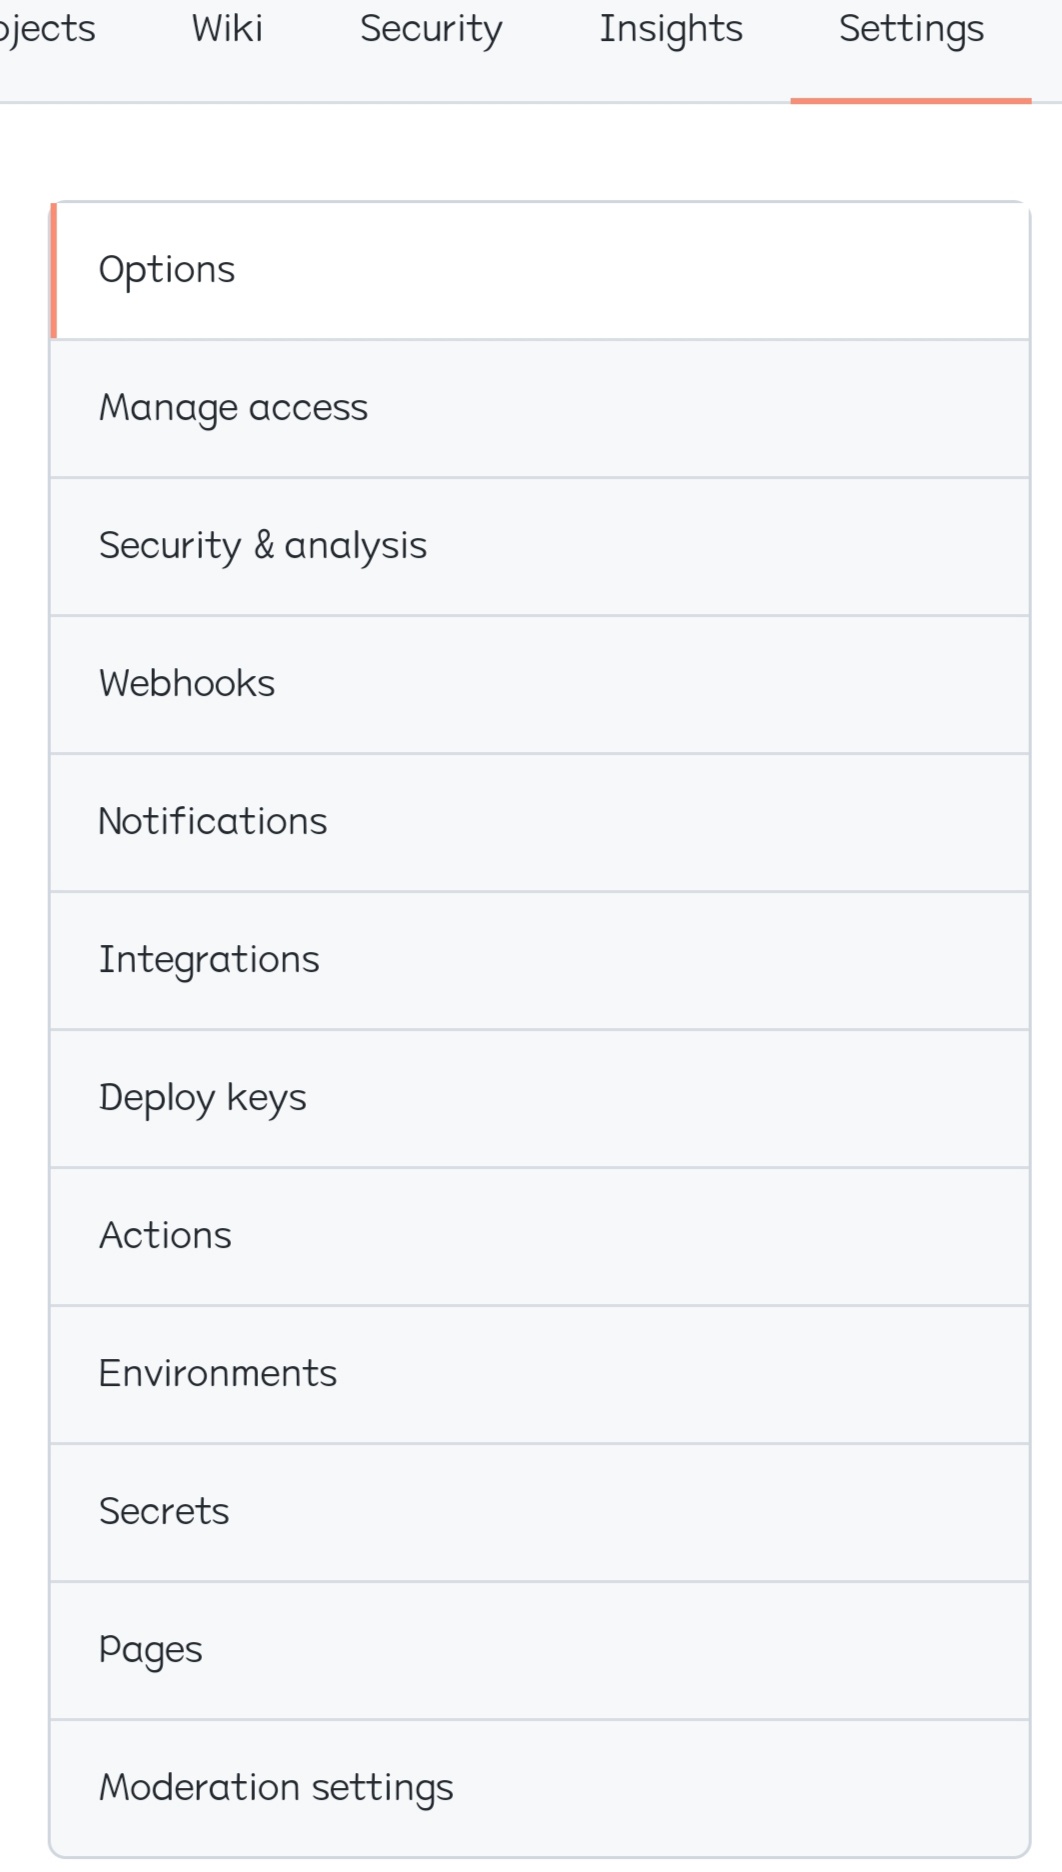 ojects Wiki Security Insights Settings
Options
Manage access
Security & analysis
Webhooks
Notifications
Integrations
Deploy keys
Actions
Environments
Secrets
Pages
Moderation settings